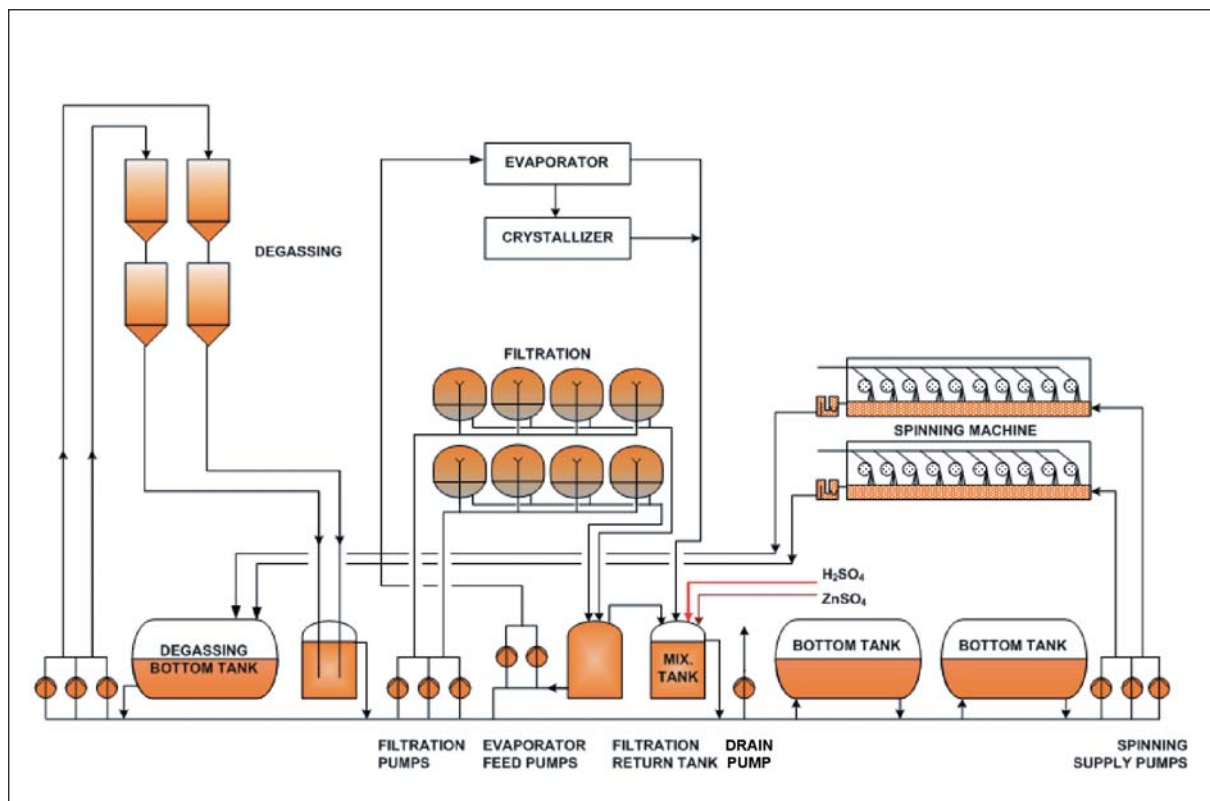 EVAPORATOR
CRYSTALLIZER
DEGASSING
FILTRATION
SPINNING MACHINE
H₂SO₄
ZnSO₄
DEGASSING
BOTTOM TANK
MIX.
TANK
BOTTOM TANK
BOTTOM TANK
FILTRATION
PUMPS
EVAPORATOR
FEED PUMPS
FILTRATION
RETURN TANK
DRAIN
PUMP
SPINNING
SUPPLY PUMPS